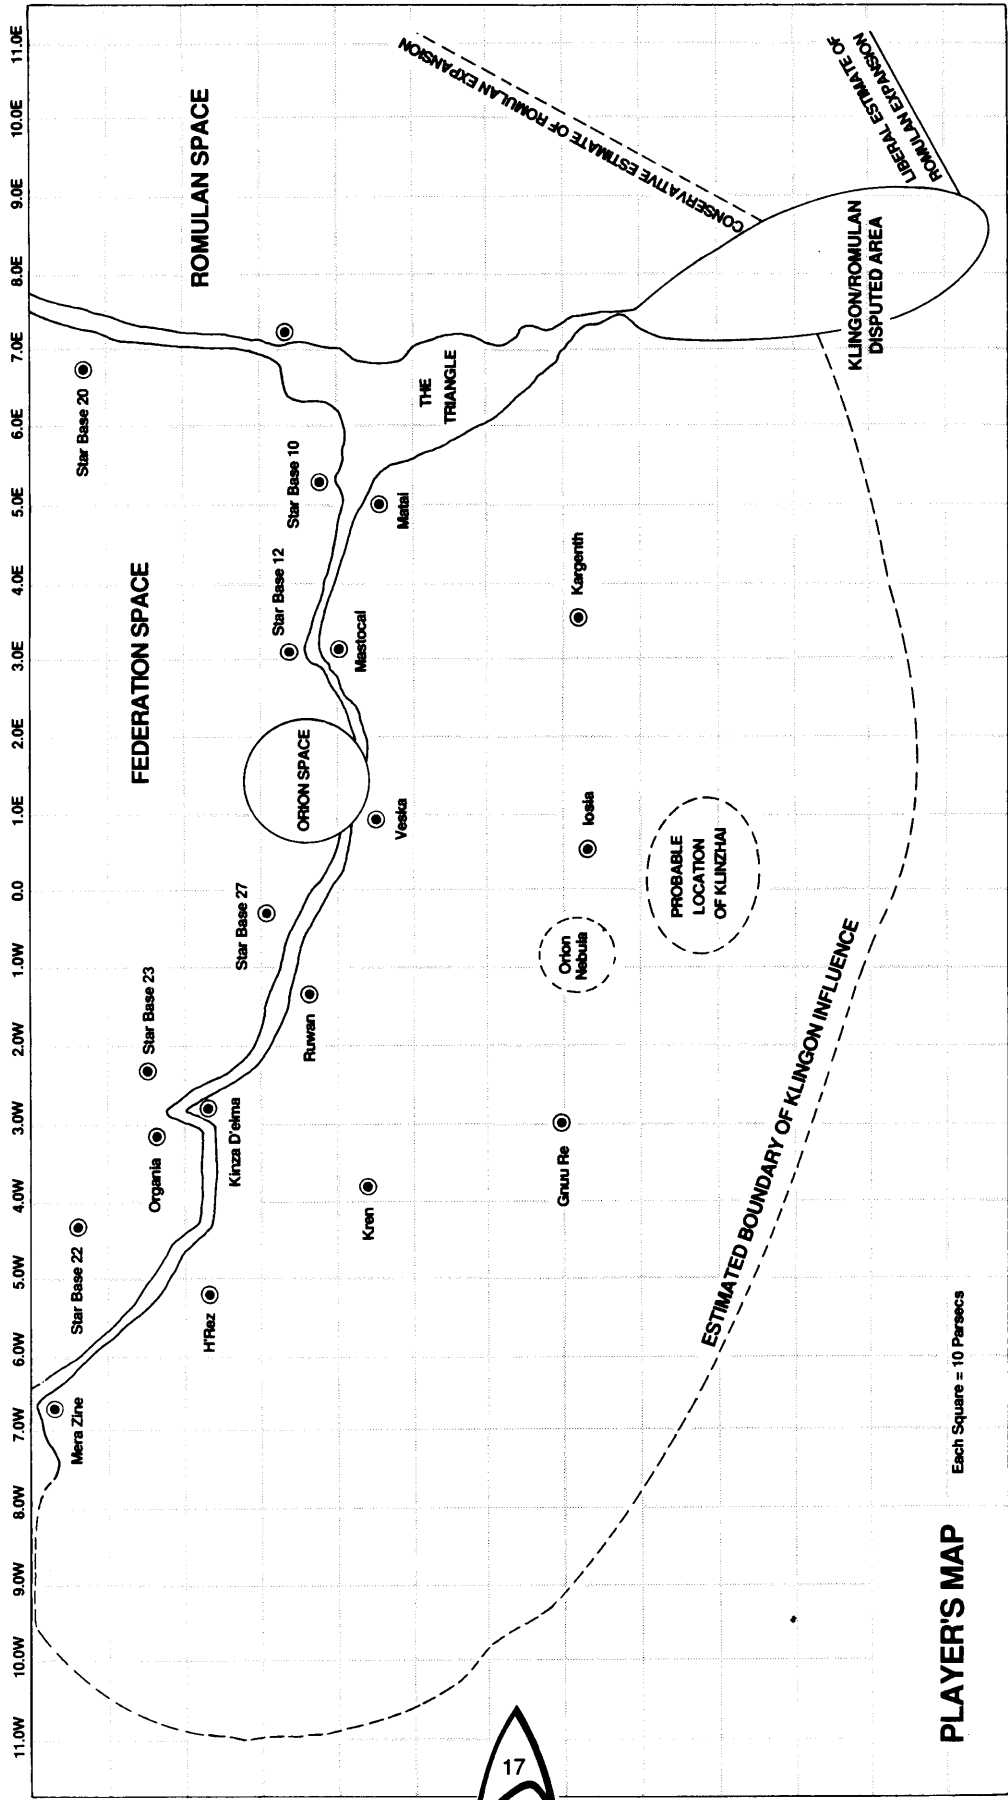 11.0W
10.0W
9.0W
8.0W
7.0W
6.0W
5.0W
4.0W
3.0W
2.0W
1.0W
0.0
1.0E
2.0E
3.0E
4.0E
5.0E
6.0E
7.0E
8.0E
9.0E
10.0E
11.0E
FEDERATION SPACE
ROMULAN SPACE
Mera Zine
Star Base 22
Organia
Star Base 23
Star Base 27
Star Base 12
Star Base 10
Star Base 20
H'Rez
Kinza D'elma
Ruwan
ORION SPACE
Veska
Mastocal
Matai
THE
TRIANGLE
Kren
Gnuu Re
Orion
Nebula
Iosia
Kargenth
PROBABLE
LOCATION
OF KLINZHAI
CONSERVATIVE ESTIMATE OF ROMULAN EXPANSION
LIBERAL ESTIMATE OF
ROMULAN EXPANSION
KLINGON/ROMULAN
DISPUTED AREA
ESTIMATED BOUNDARY OF KLINGON INFLUENCE
PLAYER'S MAP
Each Square = 10 Parsecs
17